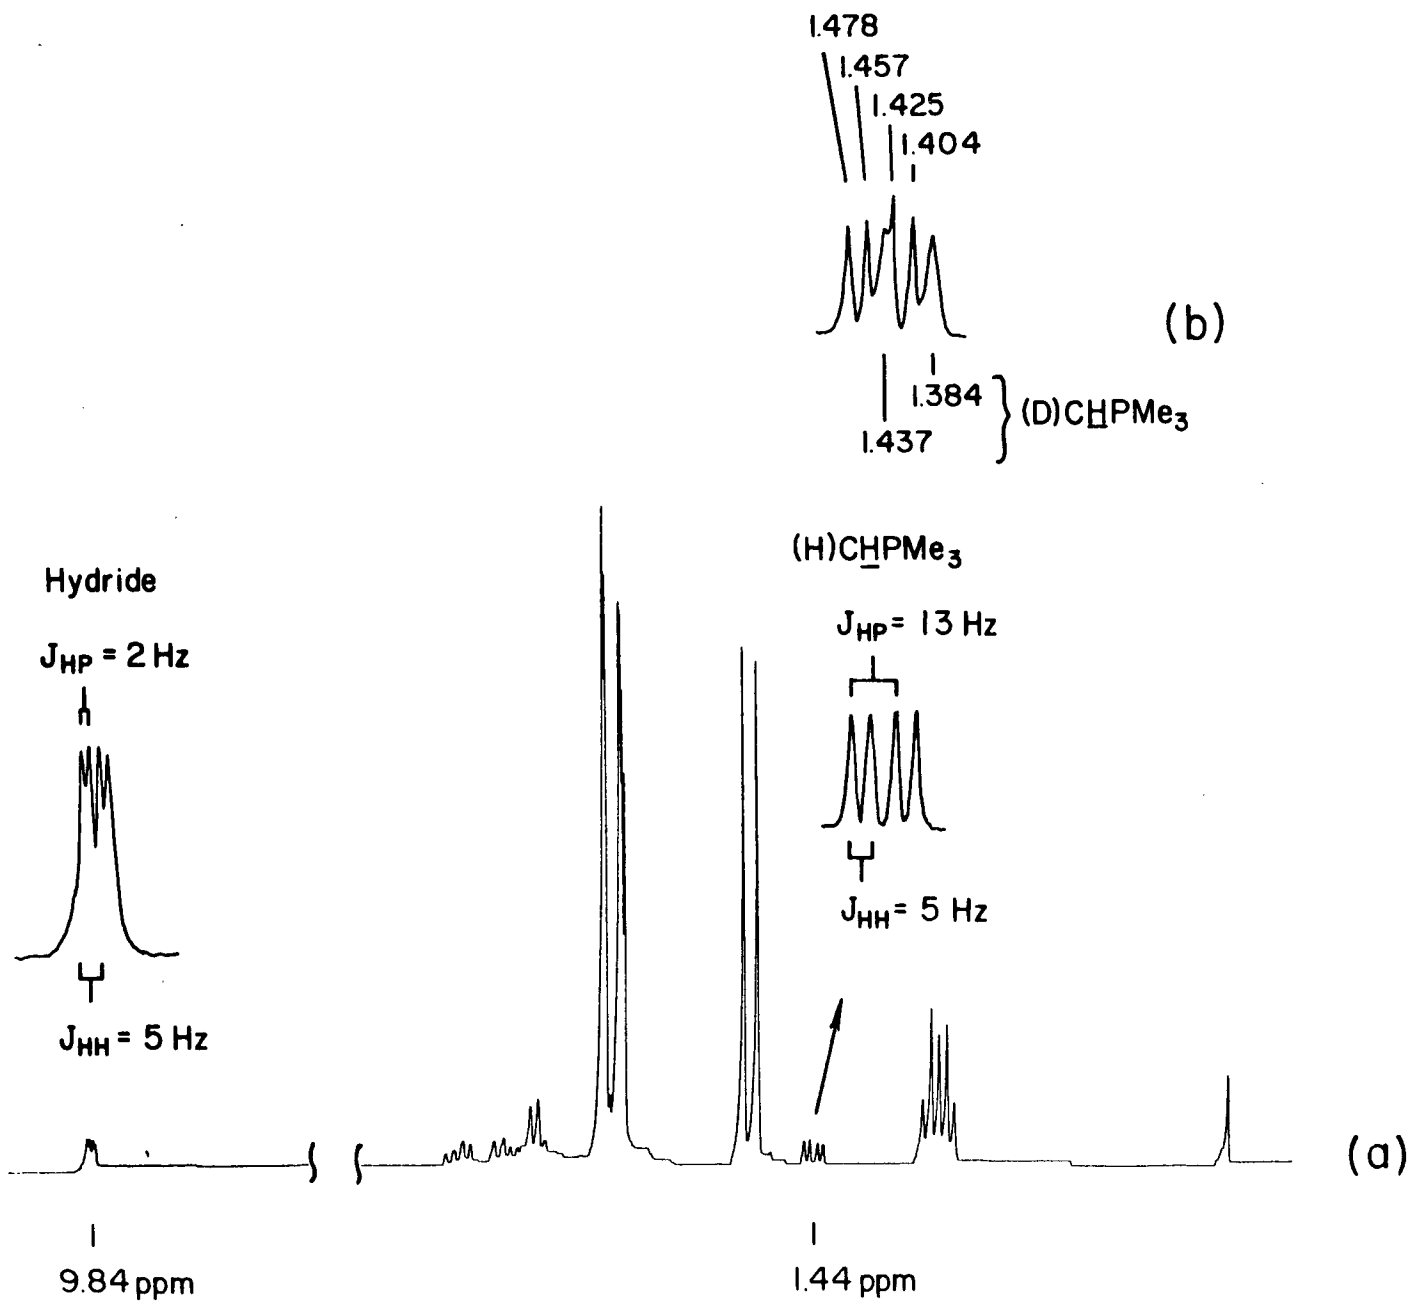 1.478
1.457
1.425
1.404
(b)
1.384
1.437
(D)CHPMe3
(H)CHPMe3
Hydride
JHP = 13 Hz
JHP = 2 Hz
JHH = 5 Hz
JHH = 5 Hz
(a)
9.84 ppm
1.44 ppm